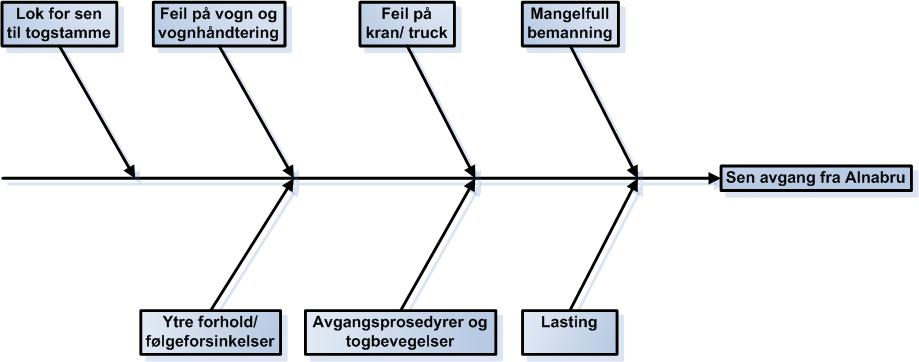 Lok for sen
til togstamme
Feil på vogn og
vognhåndtering
Feil på
kran/ truck
Mangelfull
bemanning
Sen avgang fra Alnabru
Ytre forhold/
følgeforsinkelser
Avgangsprosedyrer og
togbevegelser
Lasting